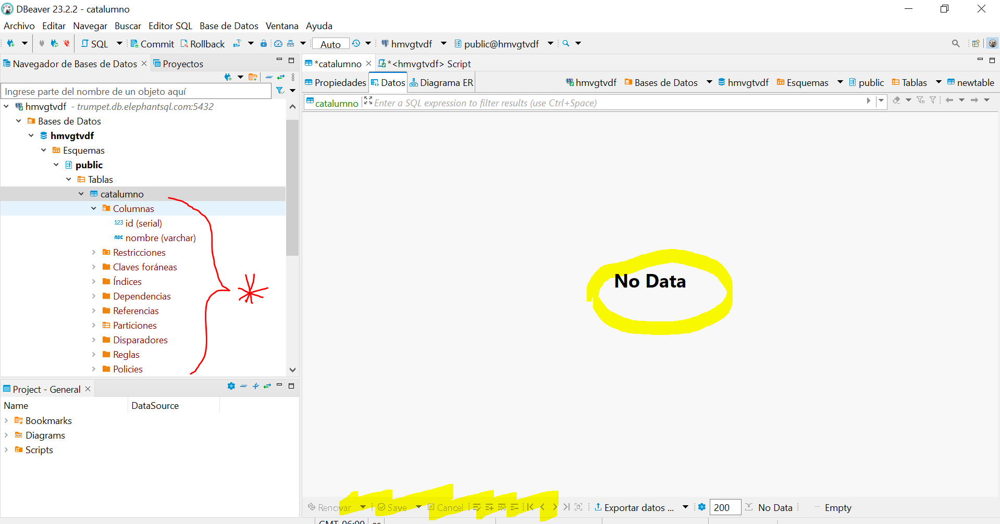 DBeaver 23.2.2 - catalumno
Archivo Editar Navegar Buscar Editor SQL Base de Datos Ventana Ayuda
SQL Commit Rollback Auto hmvgtvdf public@hmvgtvdf
Navegador de Bases de Datos Proyectos
Ingrese parte del nombre de un objeto aquí
hmvgtvdf - trumpet.db.elephantsql.com:5432
Bases de Datos
hmvgtvdf
Esquemas
public
Tablas
catalumno
Columnas
123 id (serial)
ABC nombre (varchar)
Restricciones
Claves foráneas
Índices
Dependencias
Referencias
Particiones
Disparadores
Reglas
Policies
Project - General
Name DataSource
Bookmarks
Diagrams
Scripts
*catalumno *<hmvgtvdf> Script
Propiedades Datos Diagrama ER hmvgtvdf Bases de Datos hmvgtvdf Esquemas public Tablas newtable
catalumno Enter a SQL expression to filter results (use Ctrl+Space)
No Data
Renovar Save Cancel Exportar datos ... 200 No Data Empty
GMT-06:00 es